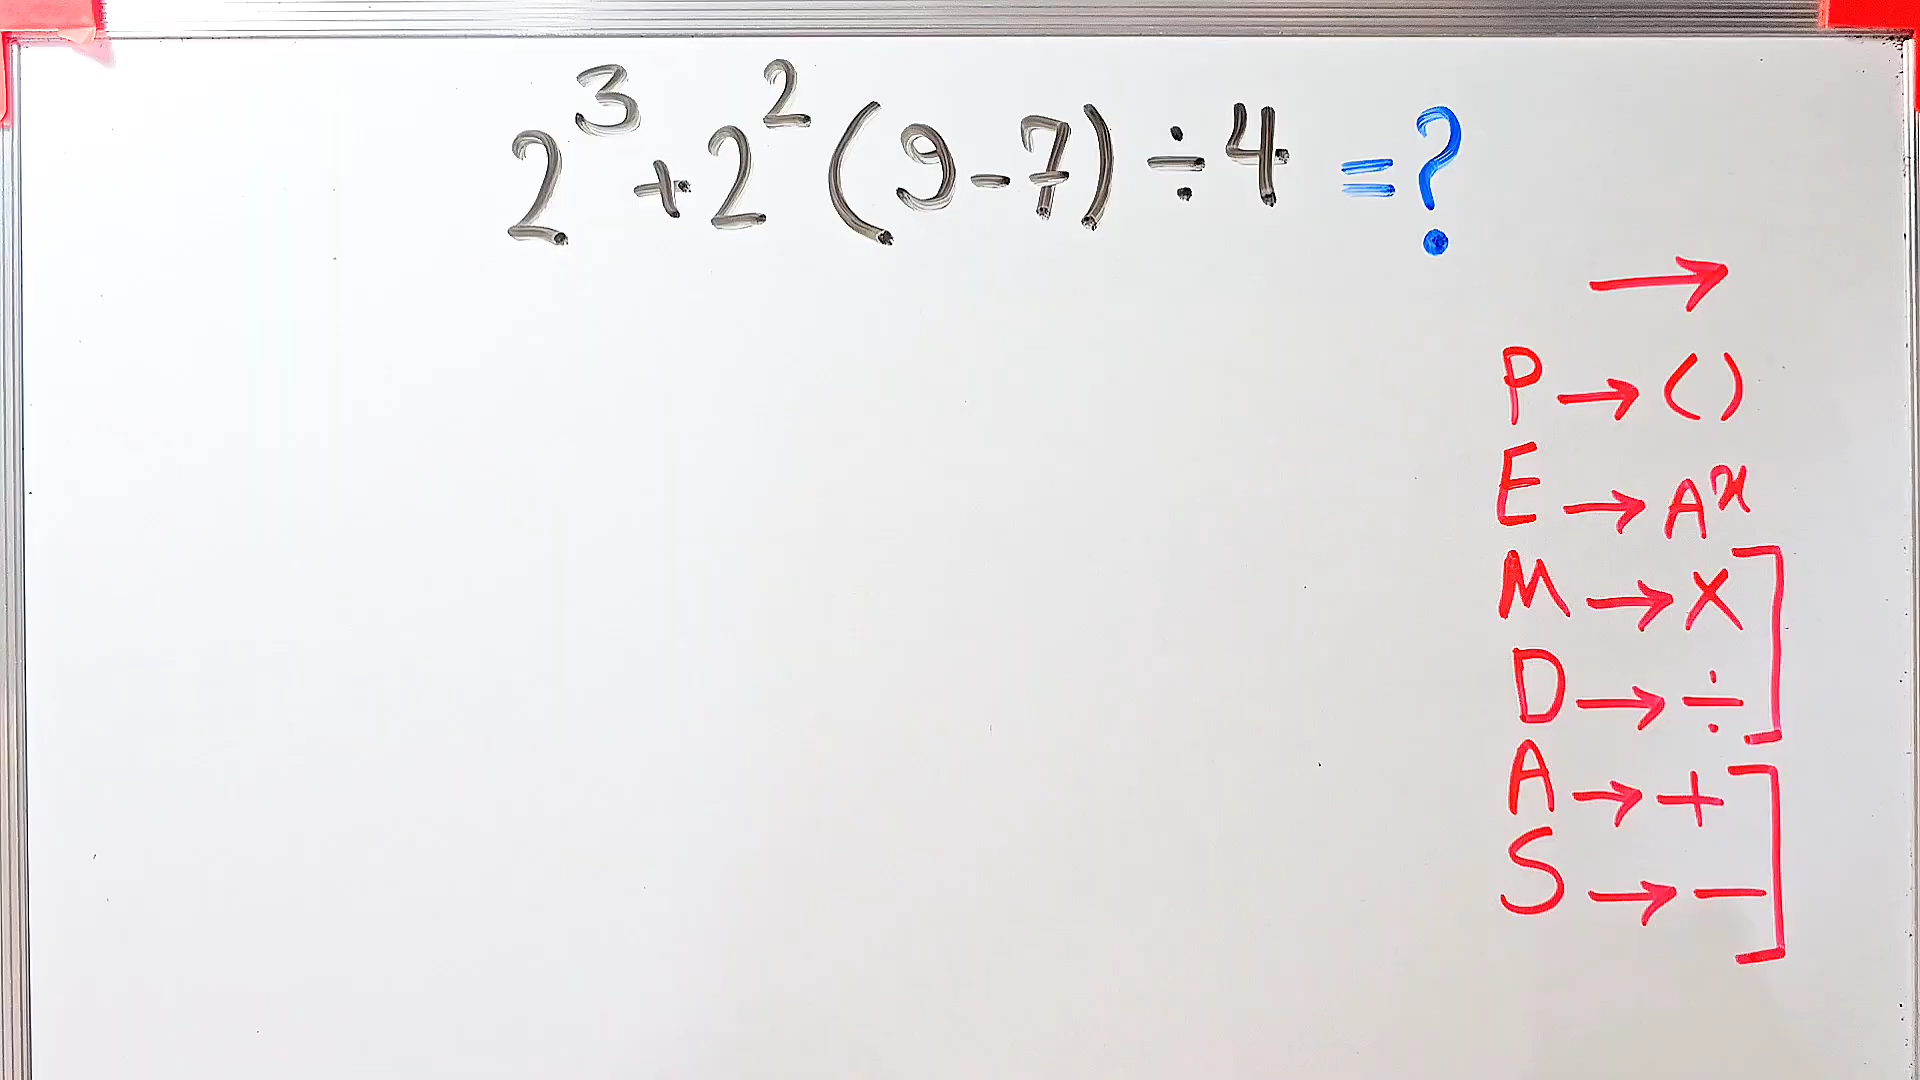 2³+2²(9-7)÷4 =?
→
P→()
E→Aˣ
M→×
D→÷
A→+
S→−